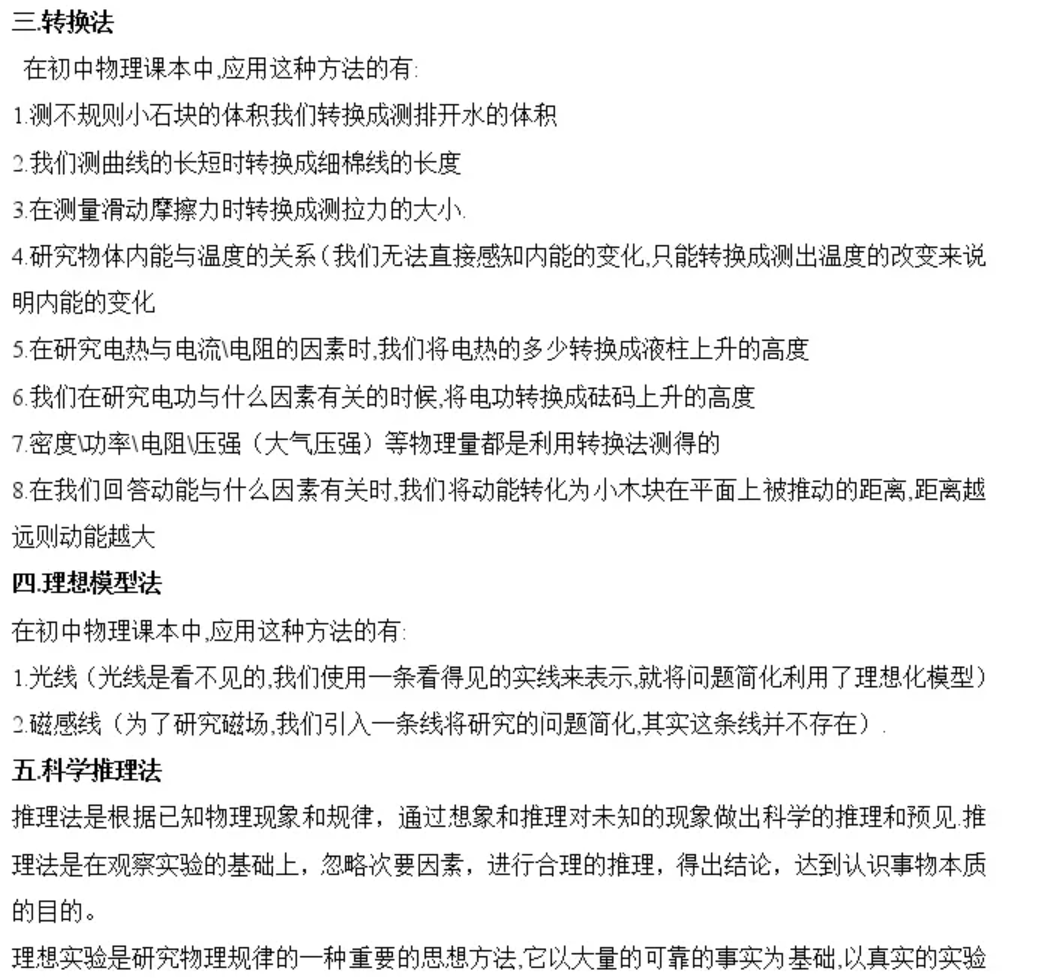 三.转换法
在初中物理课本中,应用这种方法的有:
1.测不规则小石块的体积我们转换成测排开水的体积
2.我们测曲线的长短时转换成细棉线的长度
3.在测量滑动摩擦力时转换成测拉力的大小.
4.研究物体内能与温度的关系(我们无法直接感知内能的变化,只能转换成测出温度的改变来说
明内能的变化
5.在研究电热与电流\电阻的因素时,我们将电热的多少转换成液柱上升的高度
6.我们在研究电功与什么因素有关的时候,将电功转换成砝码上升的高度
7.密度\功率\电阻\压强（大气压强）等物理量都是利用转换法测得的
8.在我们回答动能与什么因素有关时,我们将动能转化为小木块在平面上被推动的距离,距离越
远则动能越大
四.理想模型法
在初中物理课本中,应用这种方法的有:
1.光线（光线是看不见的,我们使用一条看得见的实线来表示,就将问题简化利用了理想化模型）
2.磁感线（为了研究磁场,我们引入一条线将研究的问题简化,其实这条线并不存在）.
五.科学推理法
推理法是根据已知物理现象和规律，通过想象和推理对未知的现象做出科学的推理和预见.推
理法是在观察实验的基础上，忽略次要因素，进行合理的推理，得出结论，达到认识事物本质
的目的。
理想实验是研究物理规律的一种重要的思想方法,它以大量的可靠的事实为基础,以真实的实验